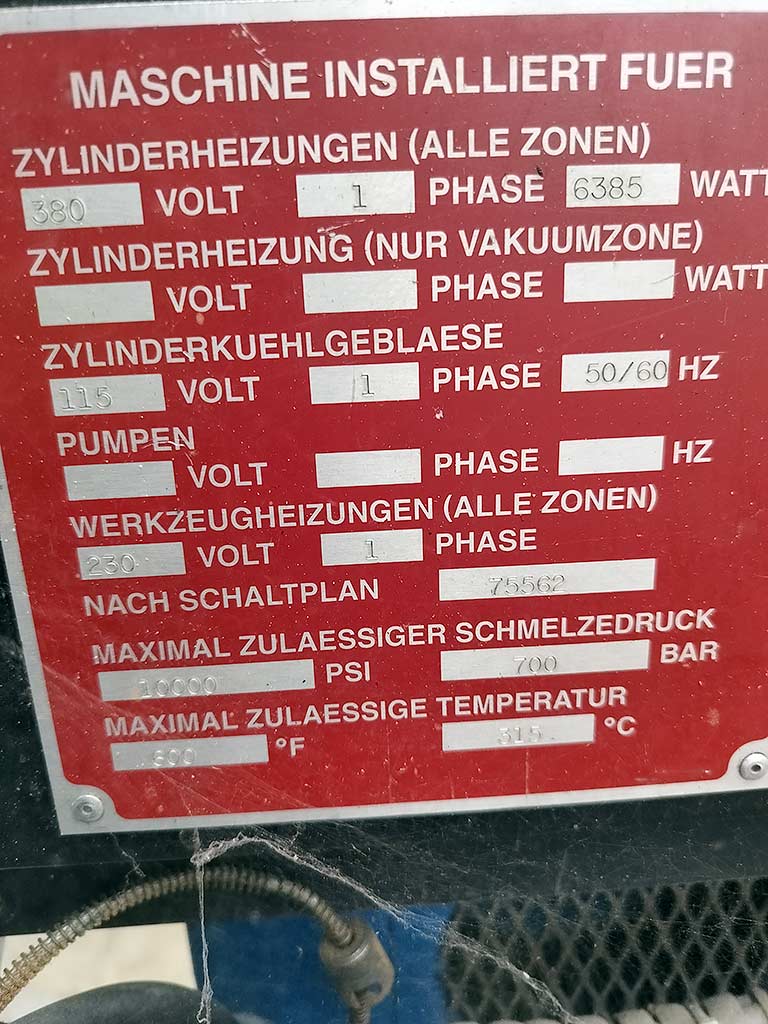 MASCHINE INSTALLIERT FUER
ZYLINDERHEIZUNGEN (ALLE ZONEN)
380 VOLT 1 PHASE 6385 WATT
ZYLINDERHEIZUNG (NUR VAKUUMZONE)
VOLT PHASE WATT
ZYLINDERKUEHLGEBLAESE
115 VOLT 1 PHASE 50/60 HZ
PUMPEN
VOLT PHASE HZ
WERKZEUGHEIZUNGEN (ALLE ZONEN)
230 VOLT 1 PHASE
NACH SCHALTPLAN 75562
MAXIMAL ZULAESSIGER SCHMELZEDRUCK
10000 PSI 700 BAR
MAXIMAL ZULAESSIGE TEMPERATUR
600 °F 315 °C